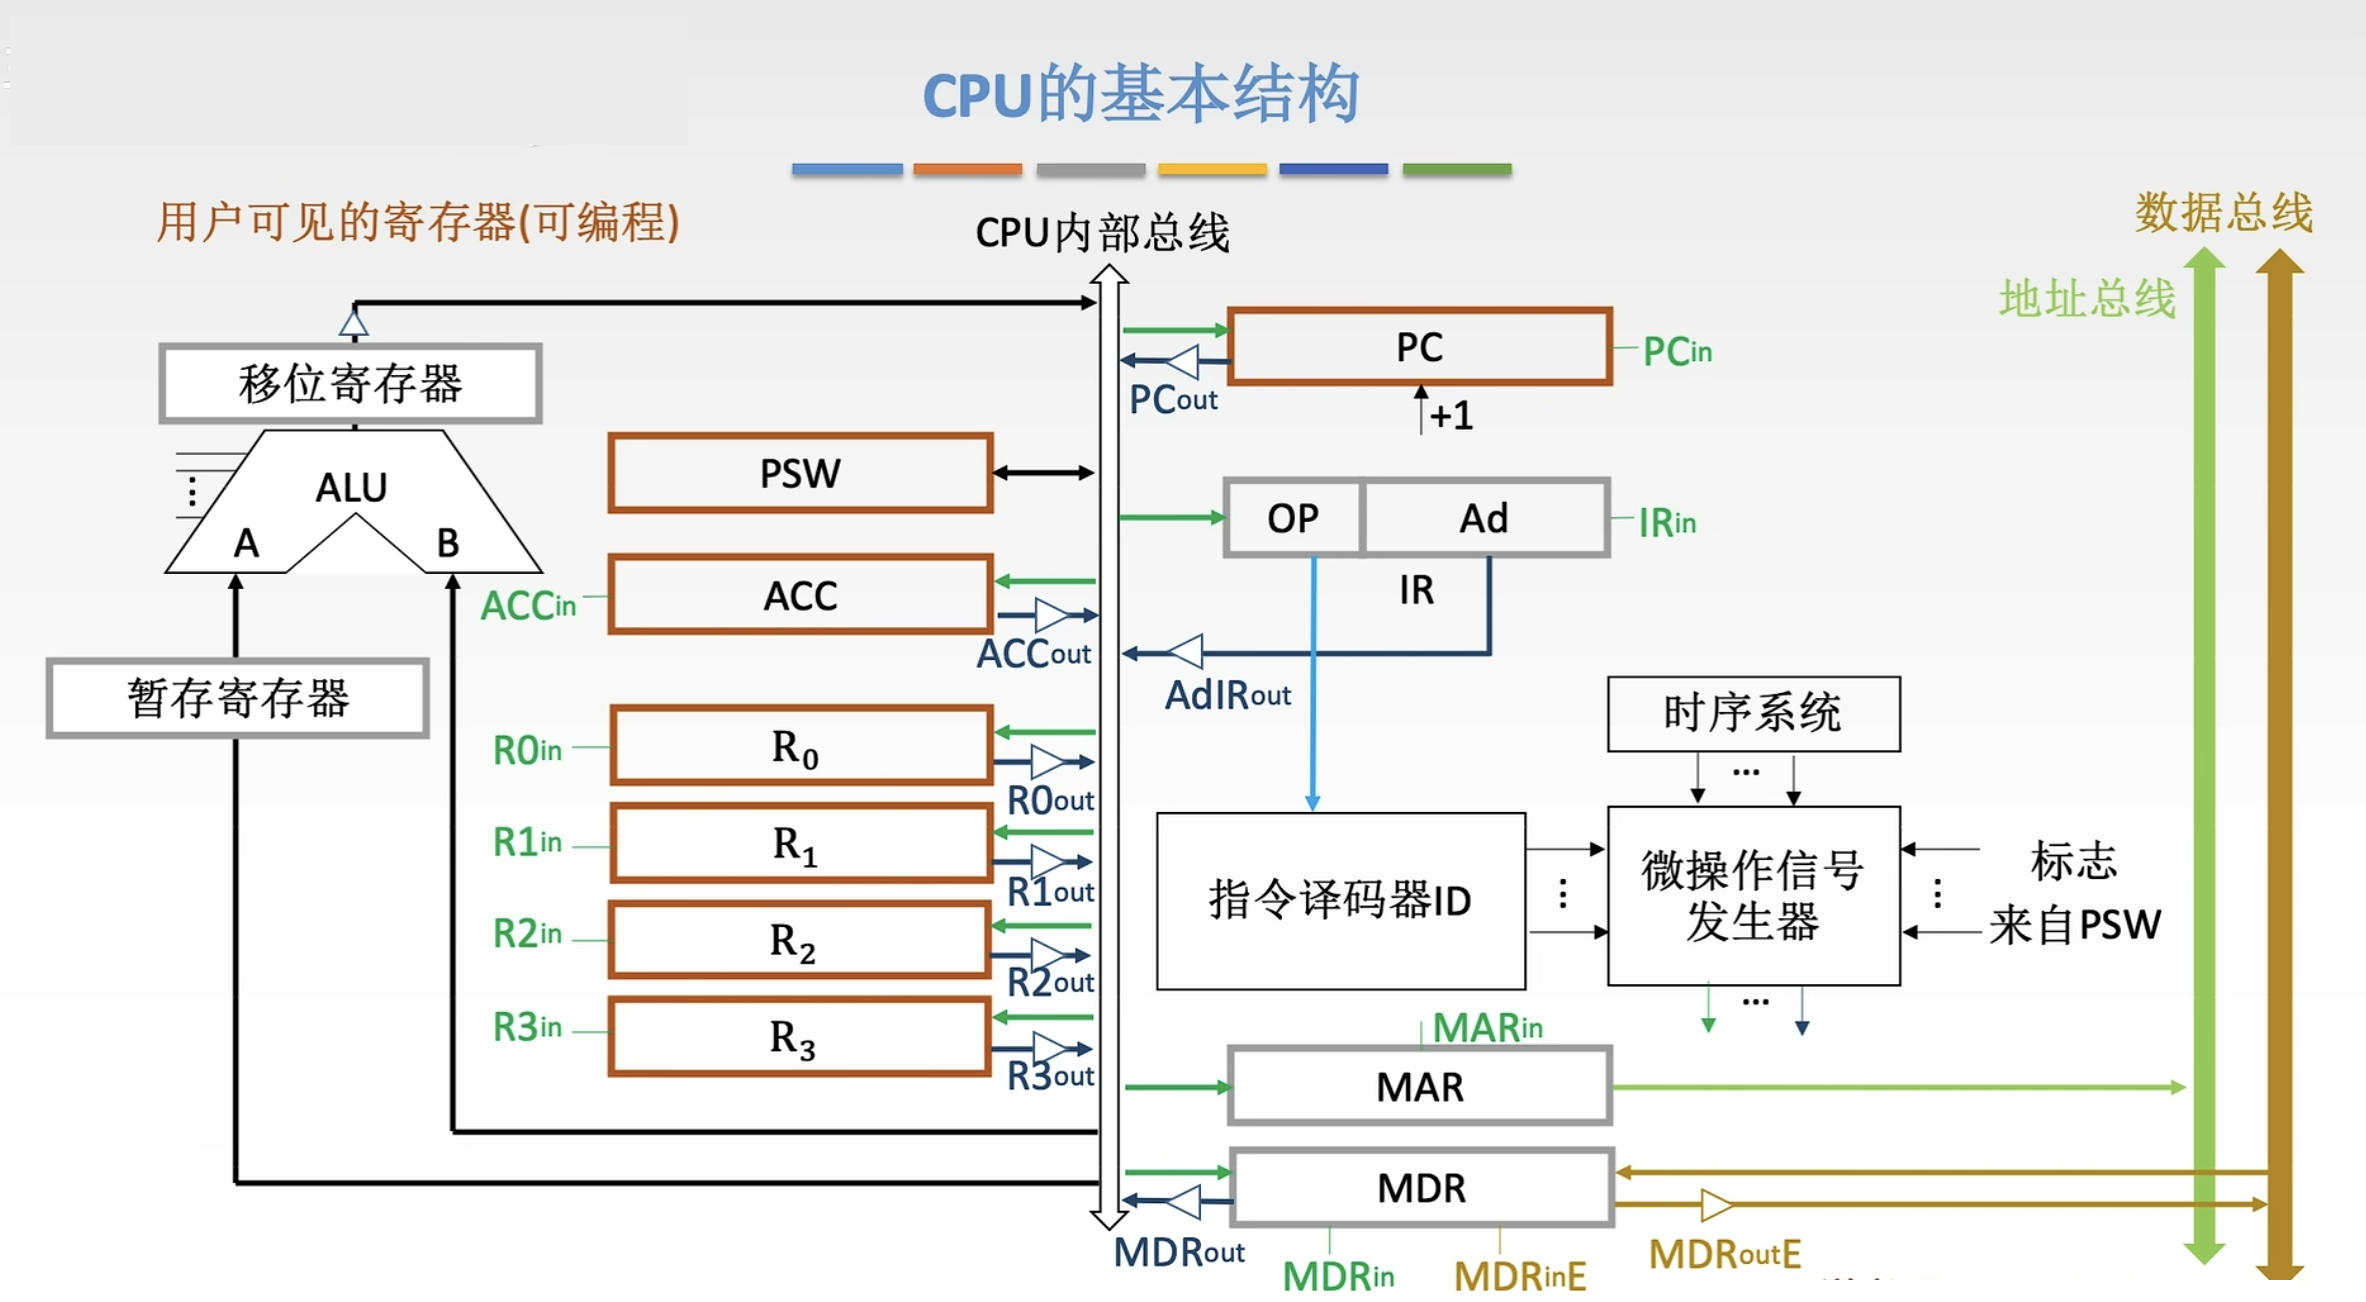 CPU的基本结构
用户可见的寄存器(可编程)
CPU内部总线
数据总线
地址总线
移位寄存器
PC
PCin
PCout
+1
PSW
ALU
A
B
OP
Ad
IRin
IR
ACCin
ACC
ACCout
AdIRout
暂存寄存器
时序系统
...
R0in
R0
R0out
R1in
R1
R1out
R2in
R2
R2out
R3in
R3
R3out
指令译码器ID
微操作信号
发生器
标志
来自PSW
...
MARin
MAR
MDR
MDRout
MDRin
MDRinE
MDRoutE